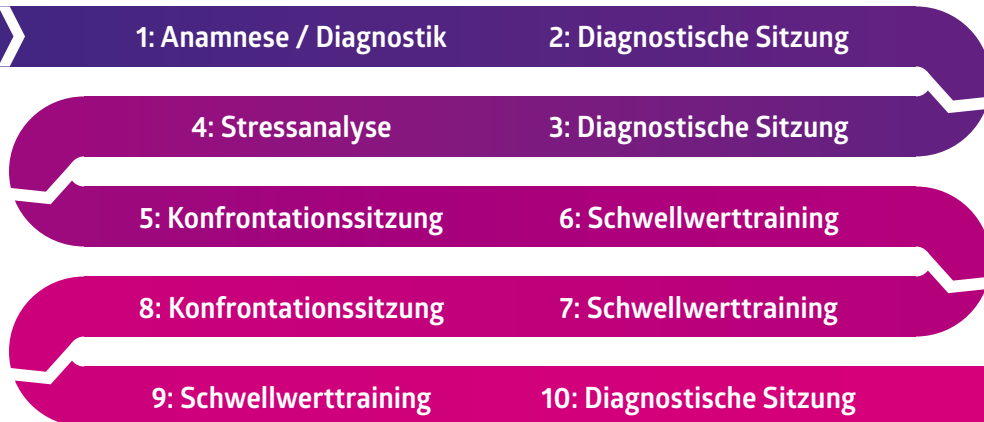 1: Anamnese / Diagnostik
2: Diagnostische Sitzung
3: Diagnostische Sitzung
4: Stressanalyse
5: Konfrontationssitzung
6: Schwellwerttraining
7: Schwellwerttraining
8: Konfrontationssitzung
9: Schwellwerttraining
10: Diagnostische Sitzung